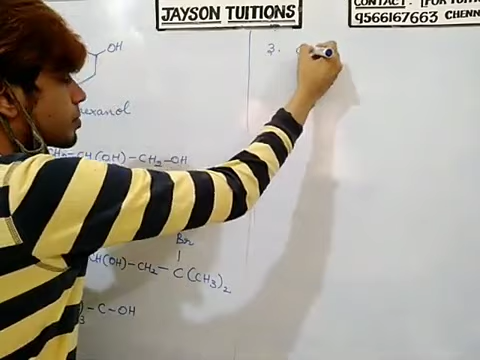 JAYSON TUITIONS
CONTACT: [FOR TUITI
9566167663 CHENN
OH
exanol
CH2-CH(OH)-CH2-OH
Br
CH(OH)-CH2-C(CH3)2
)3-C-OH
3.